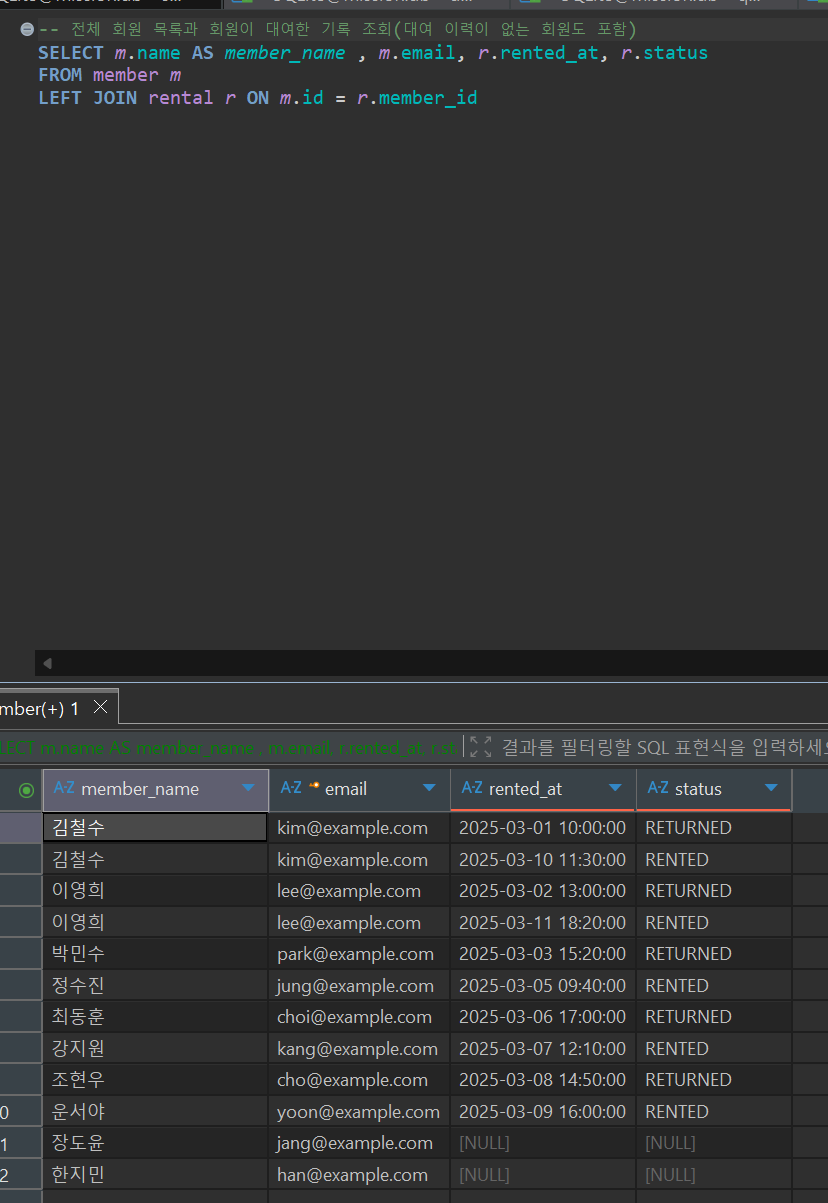 -- 전체 회원 목록과 회원이 대여한 기록 조회(대여 이력이 없는 회원도 포함)
SELECT m.name AS member_name , m.email, r.rented_at, r.status
FROM member m
LEFT JOIN rental r ON m.id = r.member_id
mber(+) 1
LECT m.name AS member_name , m.email, r.rented_at, r.st 결과를 필터링할 SQL 표현식을 입력하세
A-Z member_name A-Z email A-Z rented_at A-Z status
김철수 kim@example.com 2025-03-01 10:00:00 RETURNED
김철수 kim@example.com 2025-03-10 11:30:00 RENTED
이영희 lee@example.com 2025-03-02 13:00:00 RETURNED
이영희 lee@example.com 2025-03-11 18:20:00 RENTED
박민수 park@example.com 2025-03-03 15:20:00 RETURNED
정수진 jung@example.com 2025-03-05 09:40:00 RENTED
최동훈 choi@example.com 2025-03-06 17:00:00 RETURNED
강지원 kang@example.com 2025-03-07 12:10:00 RENTED
조현우 cho@example.com 2025-03-08 14:50:00 RETURNED
0 윤서야 yoon@example.com 2025-03-09 16:00:00 RENTED
1 장도윤 jang@example.com [NULL] [NULL]
2 한지민 han@example.com [NULL] [NULL]